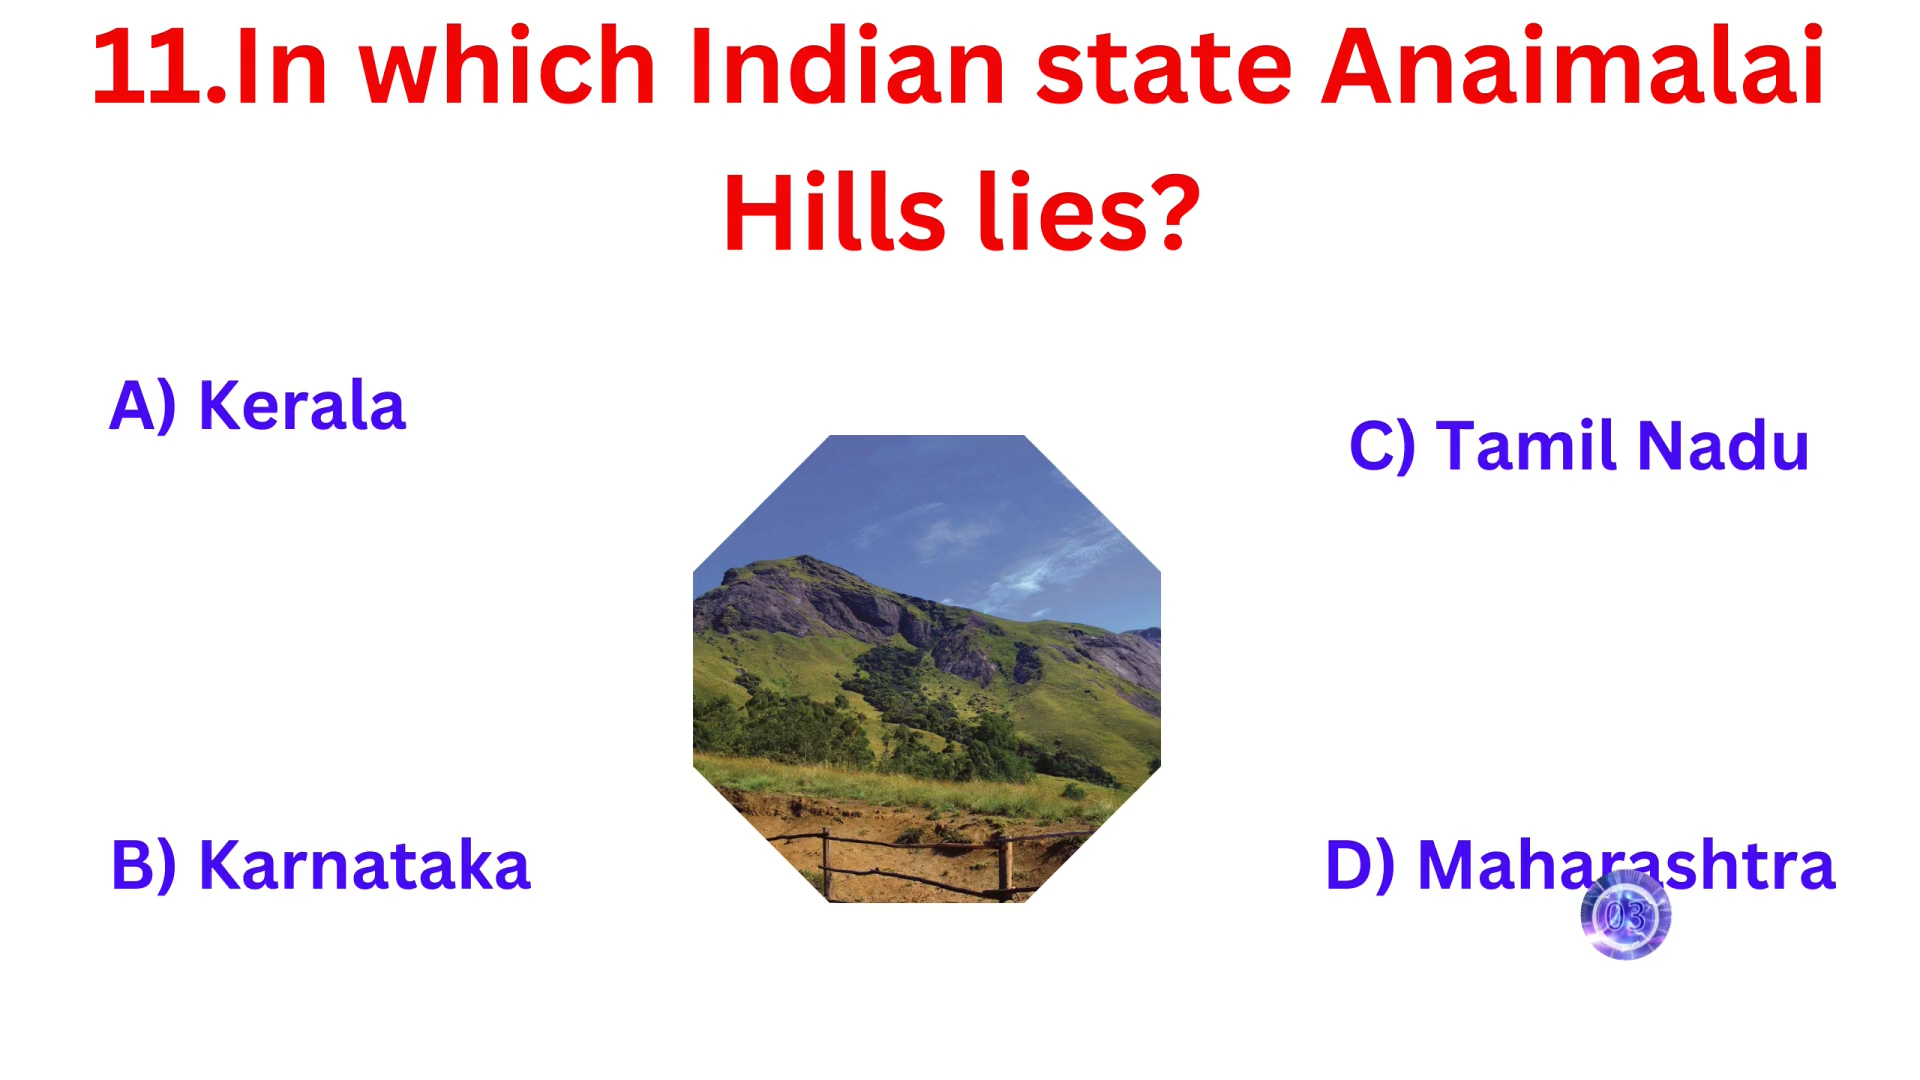 11.In which Indian state Anaimalai
Hills lies?
A) Kerala
C) Tamil Nadu
B) Karnataka
D) Maharashtra
03